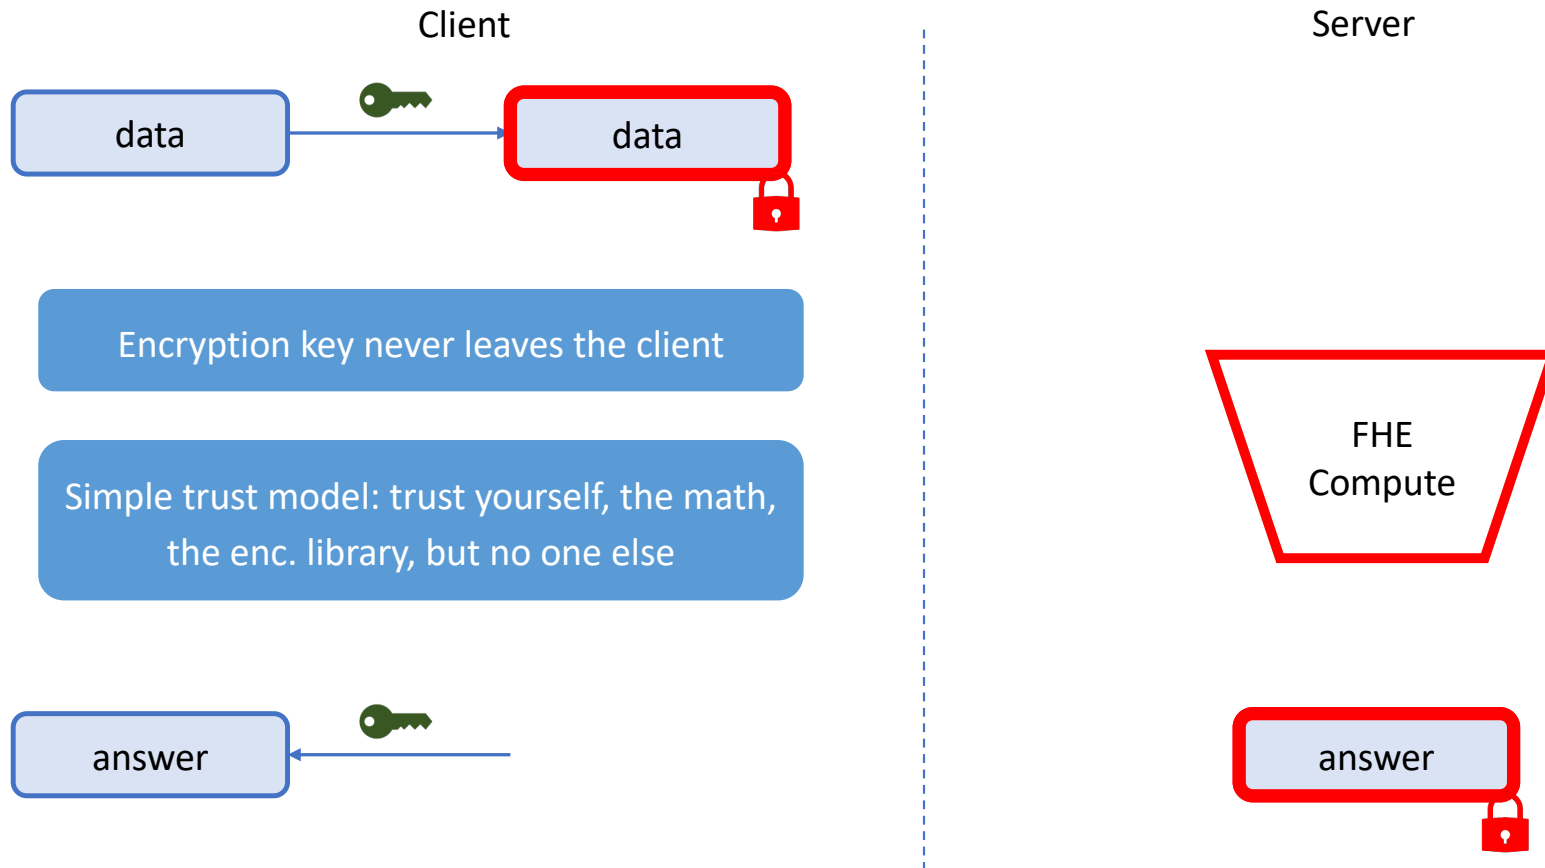 Client
Server
data
data
Encryption key never leaves the client
Simple trust model: trust yourself, the math,
the enc. library, but no one else
FHE
Compute
answer
answer